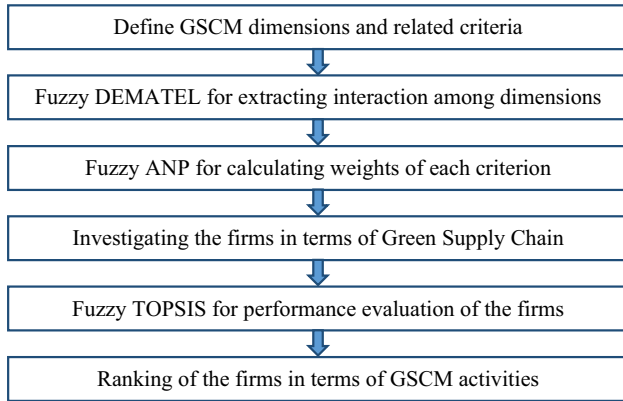 Define GSCM dimensions and related criteria
Fuzzy DEMATEL for extracting interaction among dimensions
Fuzzy ANP for calculating weights of each criterion
Investigating the firms in terms of Green Supply Chain
Fuzzy TOPSIS for performance evaluation of the firms
Ranking of the firms in terms of GSCM activities